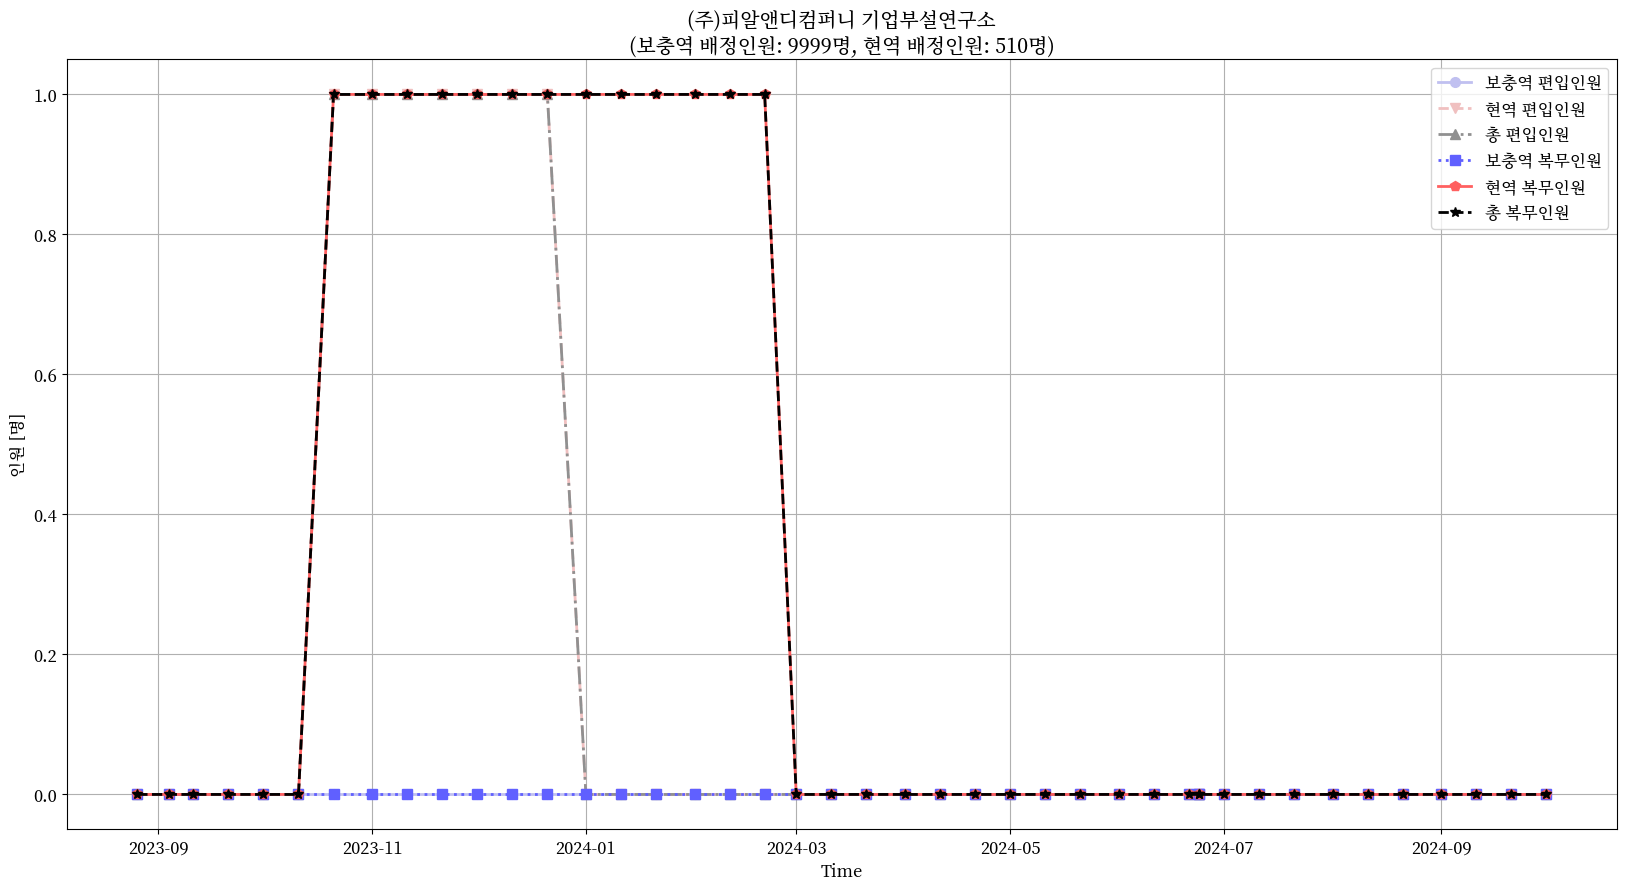 (주)피알앤디컴퍼니 기업부설연구소
(보충역 배정인원: 9999명, 현역 배정인원: 510명)
보충역 편입인원
현역 편입인원
총 편입인원
보충역 복무인원
현역 복무인원
총 복무인원
1.0
0.8
0.6
0.4
0.2
0.0
인원 [명]
2023-09 2023-11 2024-01 2024-03 2024-05 2024-07 2024-09
Time